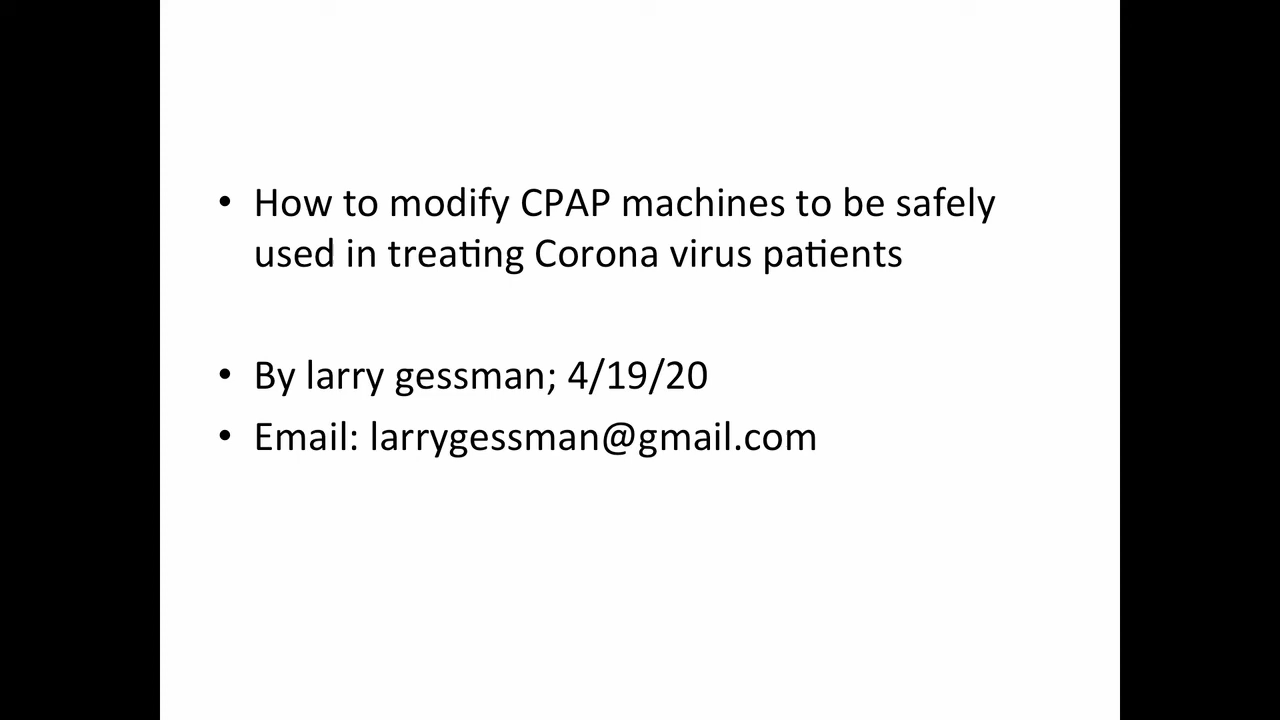 • How to modify CPAP machines to be safely
used in treating Corona virus patients
• By larry gessman; 4/19/20
• Email: larrygessman@gmail.com